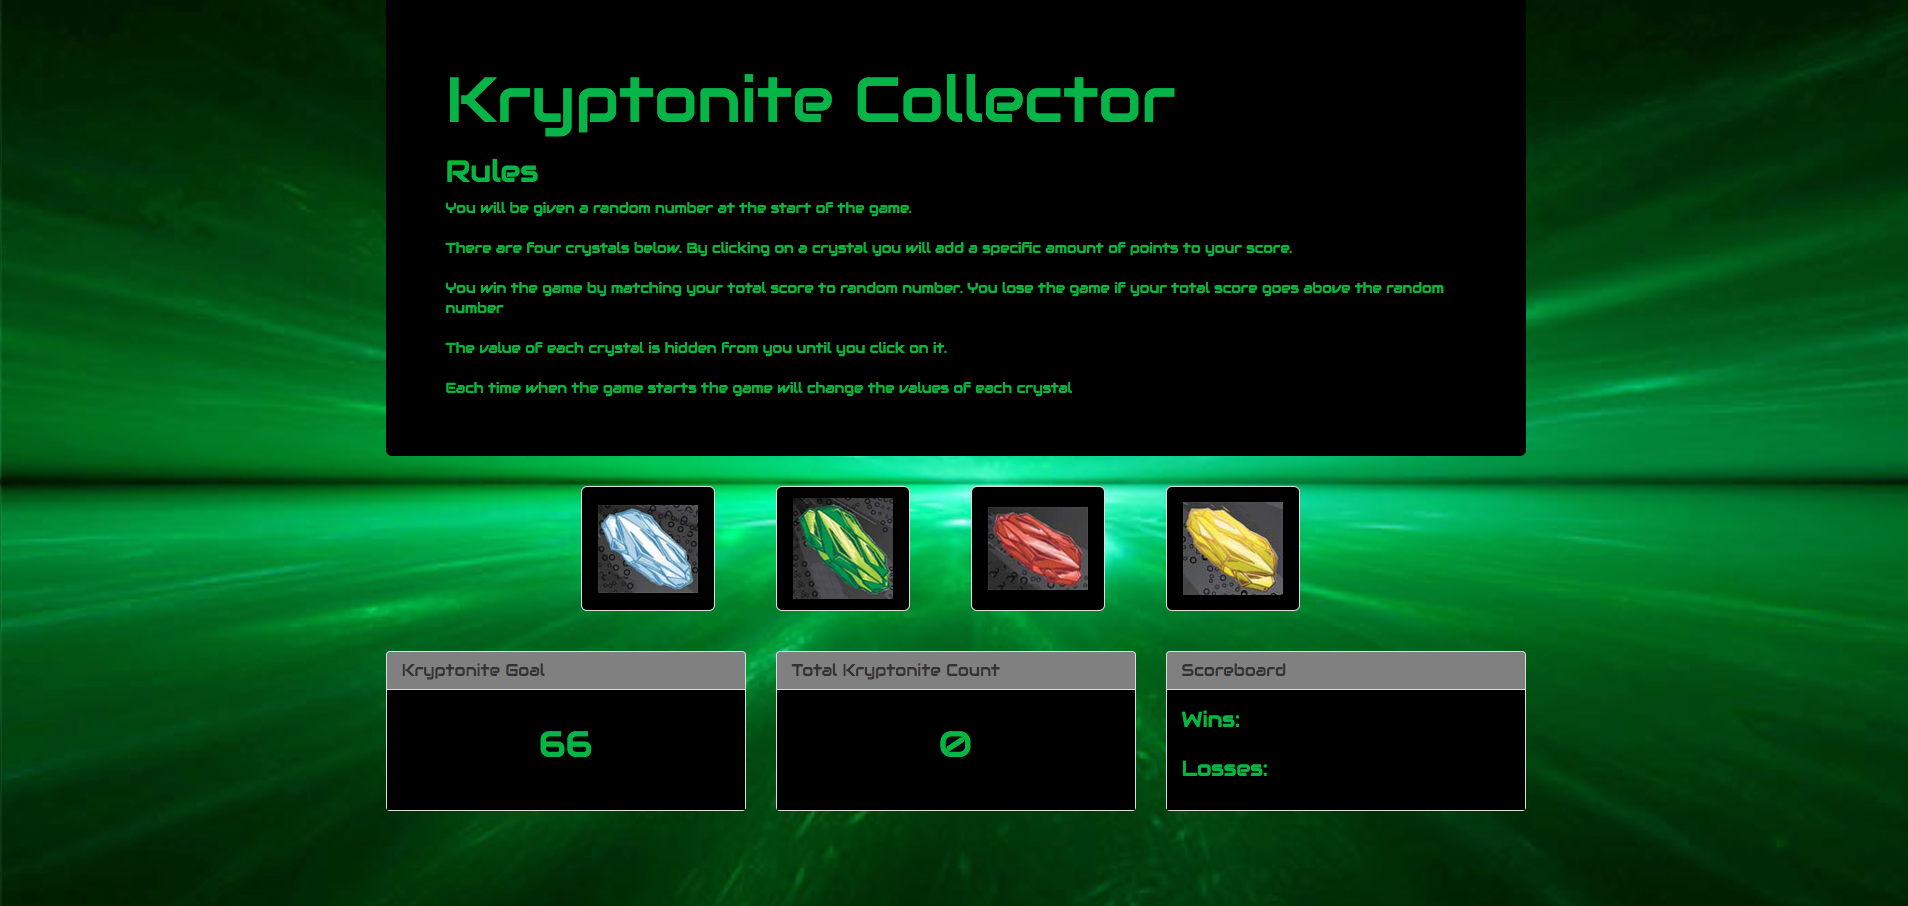 Kryptonite Collector
Rules
You will be given a random number at the start of the game.
There are four crystals below. By clicking on a crystal you will add a specific amount of points to your score.
You win the game by matching your total score to random number. You lose the game if your total score goes above the random
number
The value of each crystal is hidden from you until you click on it.
Each time when the game starts the game will change the values of each crystal
Kryptonite Goal
66
Total Kryptonite Count
0
Scoreboard
Wins:
Losses: